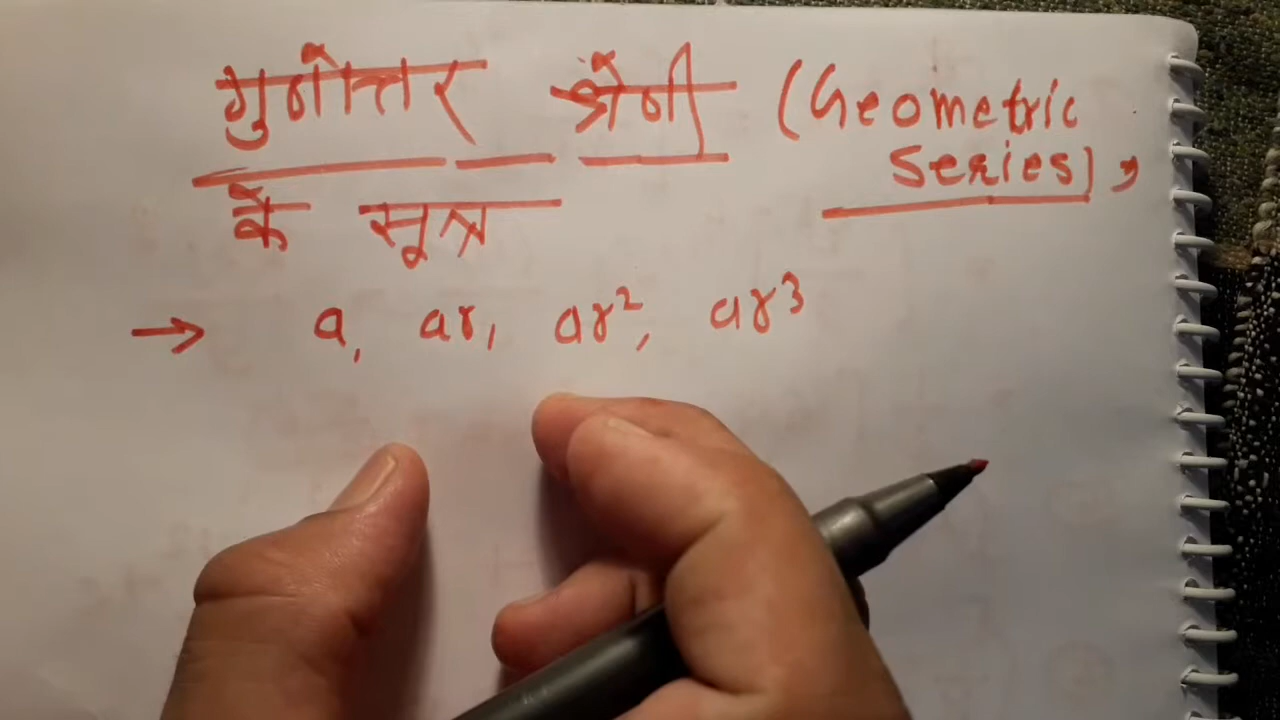 गुनोत्तर श्रेनी (Geometric
Series),
के सूत्र
→ a, ar, ar², ar³